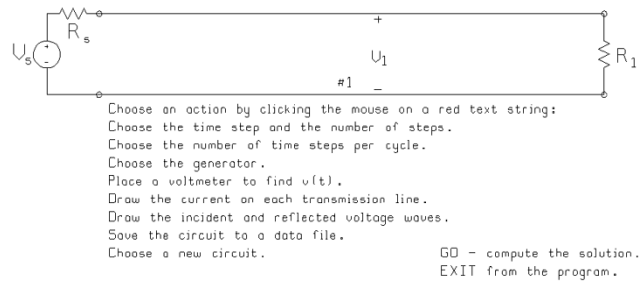 +
R s
+
V s
-
V 1
R 1
#1
-
Choose an action by clicking the mouse on a red text string:
Choose the time step and the number of steps.
Choose the number of time steps per cycle.
Choose the generator.
Place a voltmeter to find v(t).
Draw the current on each transmission line.
Draw the incident and reflected voltage waves.
Save the circuit to a data file.
Choose a new circuit.
GO - compute the solution.
EXIT from the program.